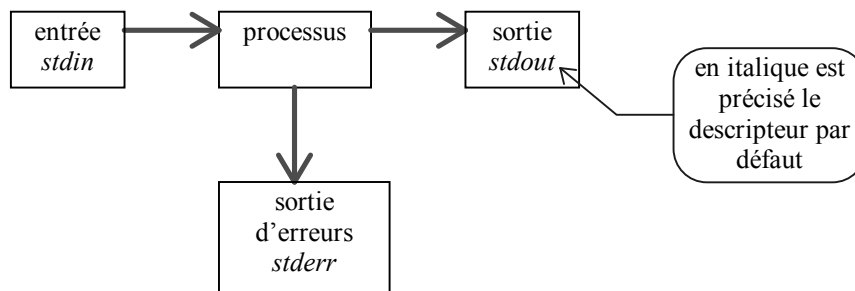 entrée
stdin
processus
sortie
stdout
en italique est
précisé le
descripteur par
défaut
sortie
d’erreurs
stderr